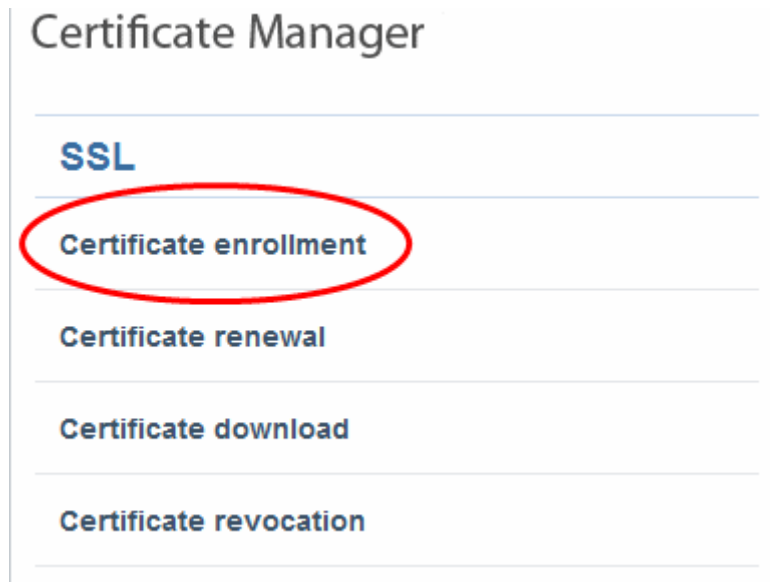 Certificate Manager
SSL
Certificate enrollment
Certificate renewal
Certificate download
Certificate revocation